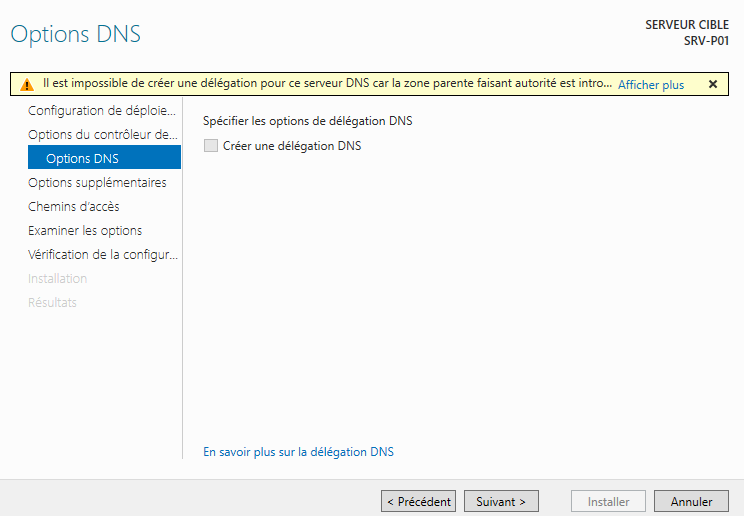 Options DNS
SERVEUR CIBLE
SRV-P01
Il est impossible de créer une délégation pour ce serveur DNS car la zone parente faisant autorité est intro... Afficher plus
Configuration de déploie...
Options du contrôleur de...
Options DNS
Options supplémentaires
Chemins d'accès
Examiner les options
Vérification de la configur...
Installation
Résultats
Spécifier les options de délégation DNS
Créer une délégation DNS
En savoir plus sur la délégation DNS
< Précédent
Suivant >
Installer
Annuler